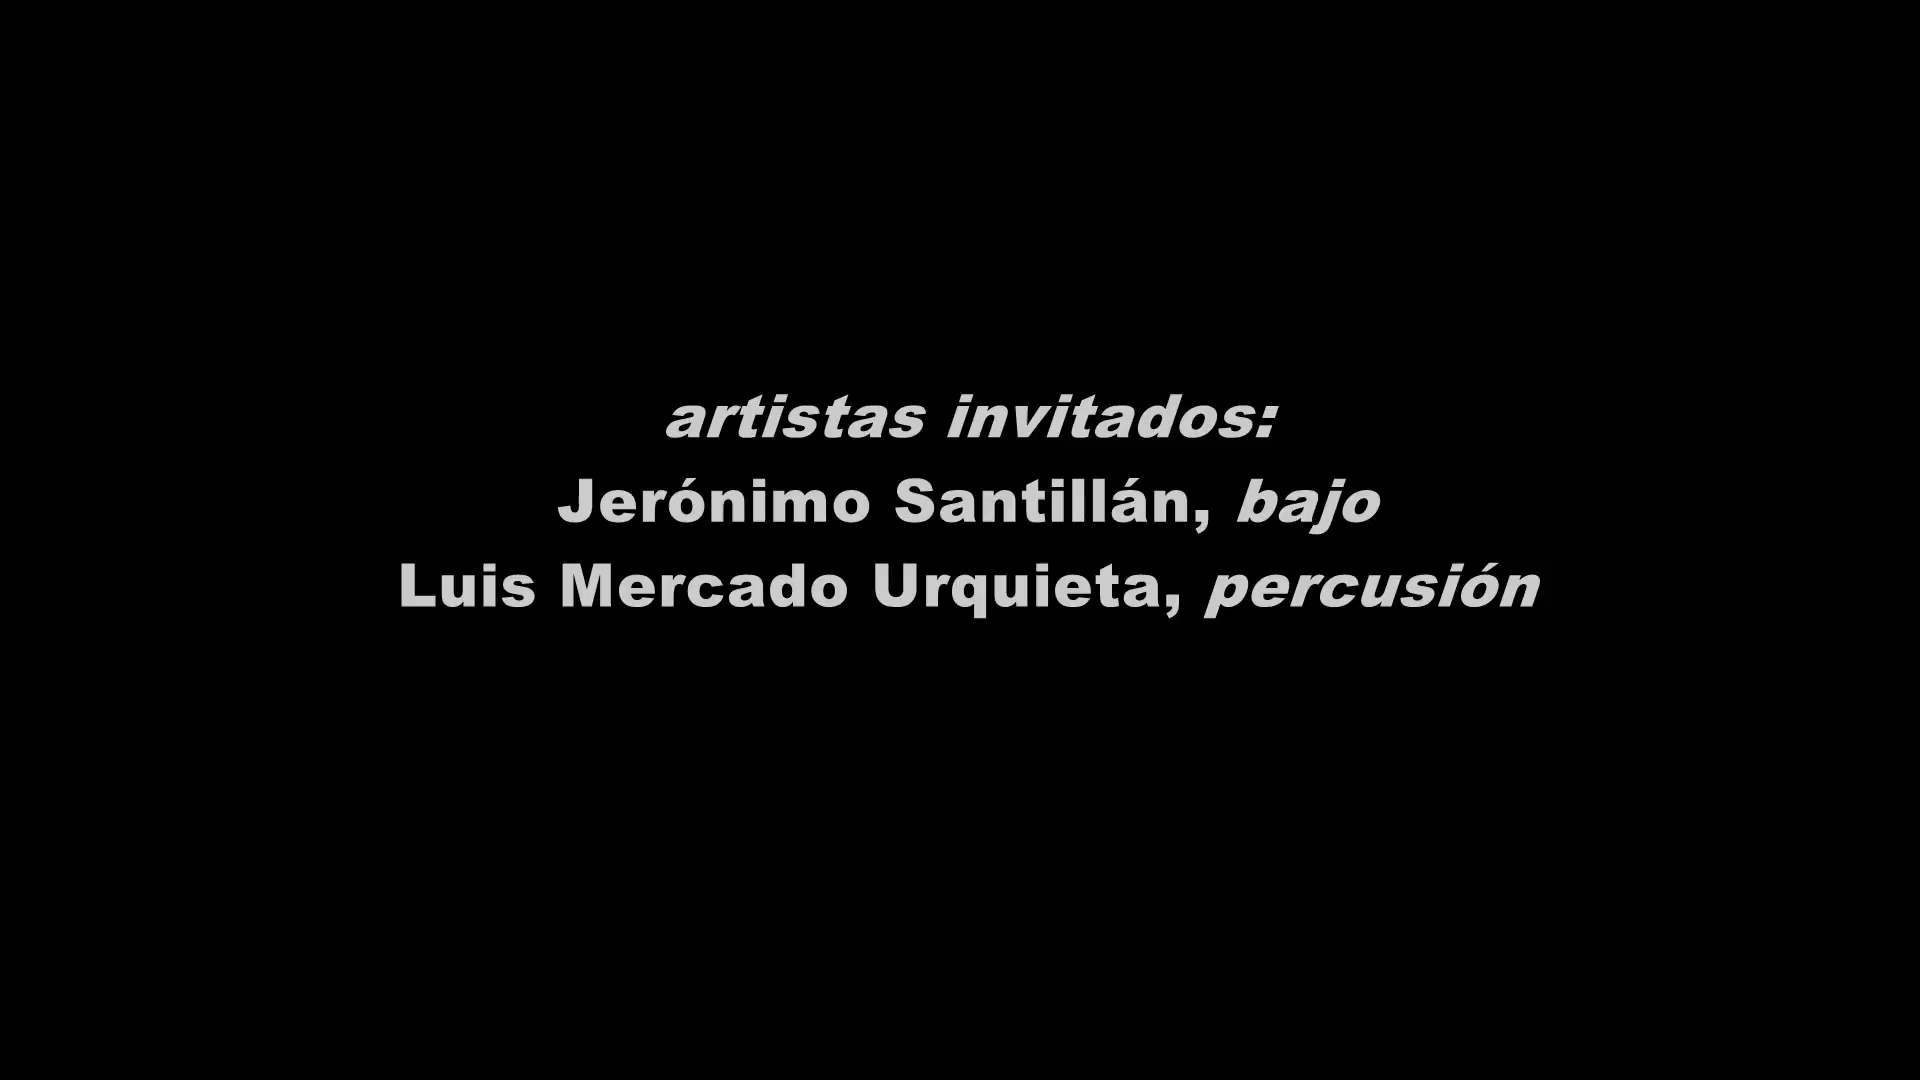 artistas invitados:
Jerónimo Santillán, bajo
Luis Mercado Urquieta, percusión